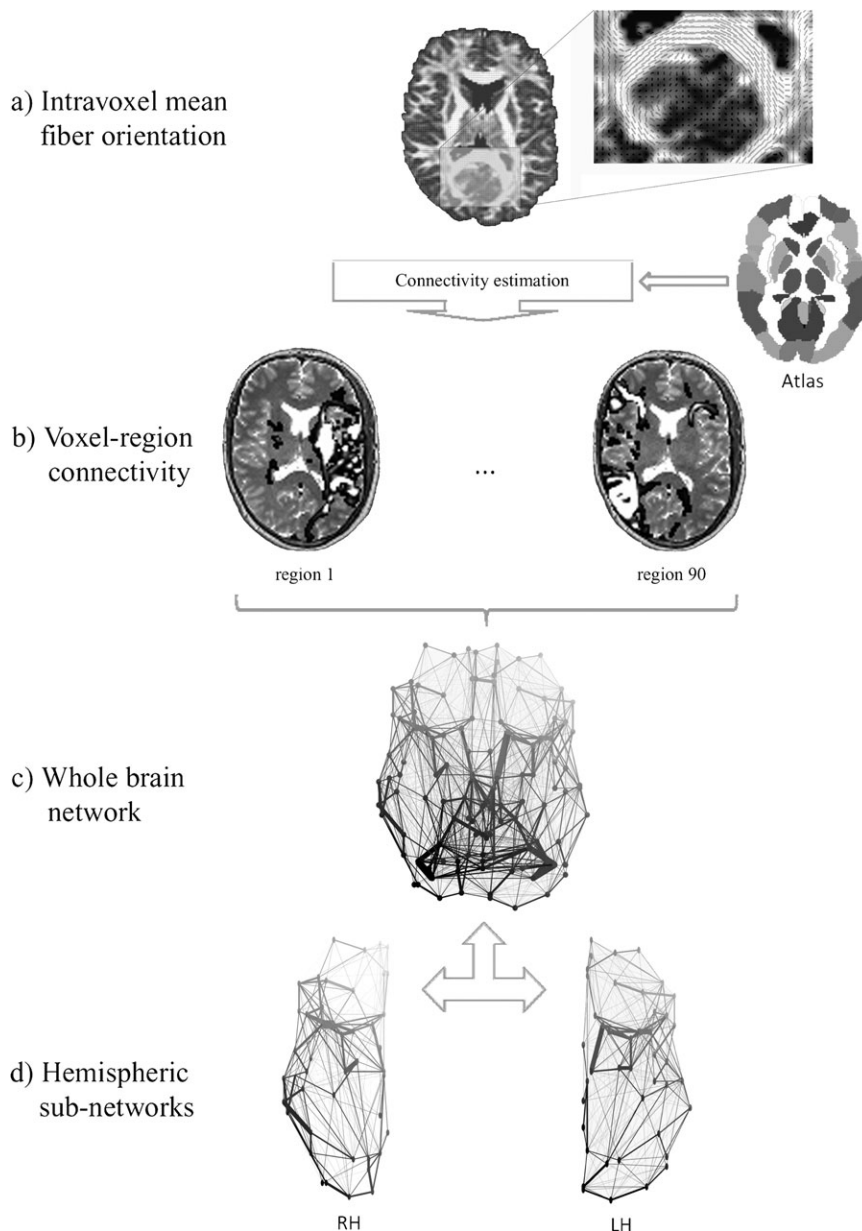 a) Intravoxel mean
fiber orientation
Connectivity estimation
Atlas
b) Voxel-region
connectivity
...
region 1
region 90
c) Whole brain
network
d) Hemispheric
sub-networks
RH
LH